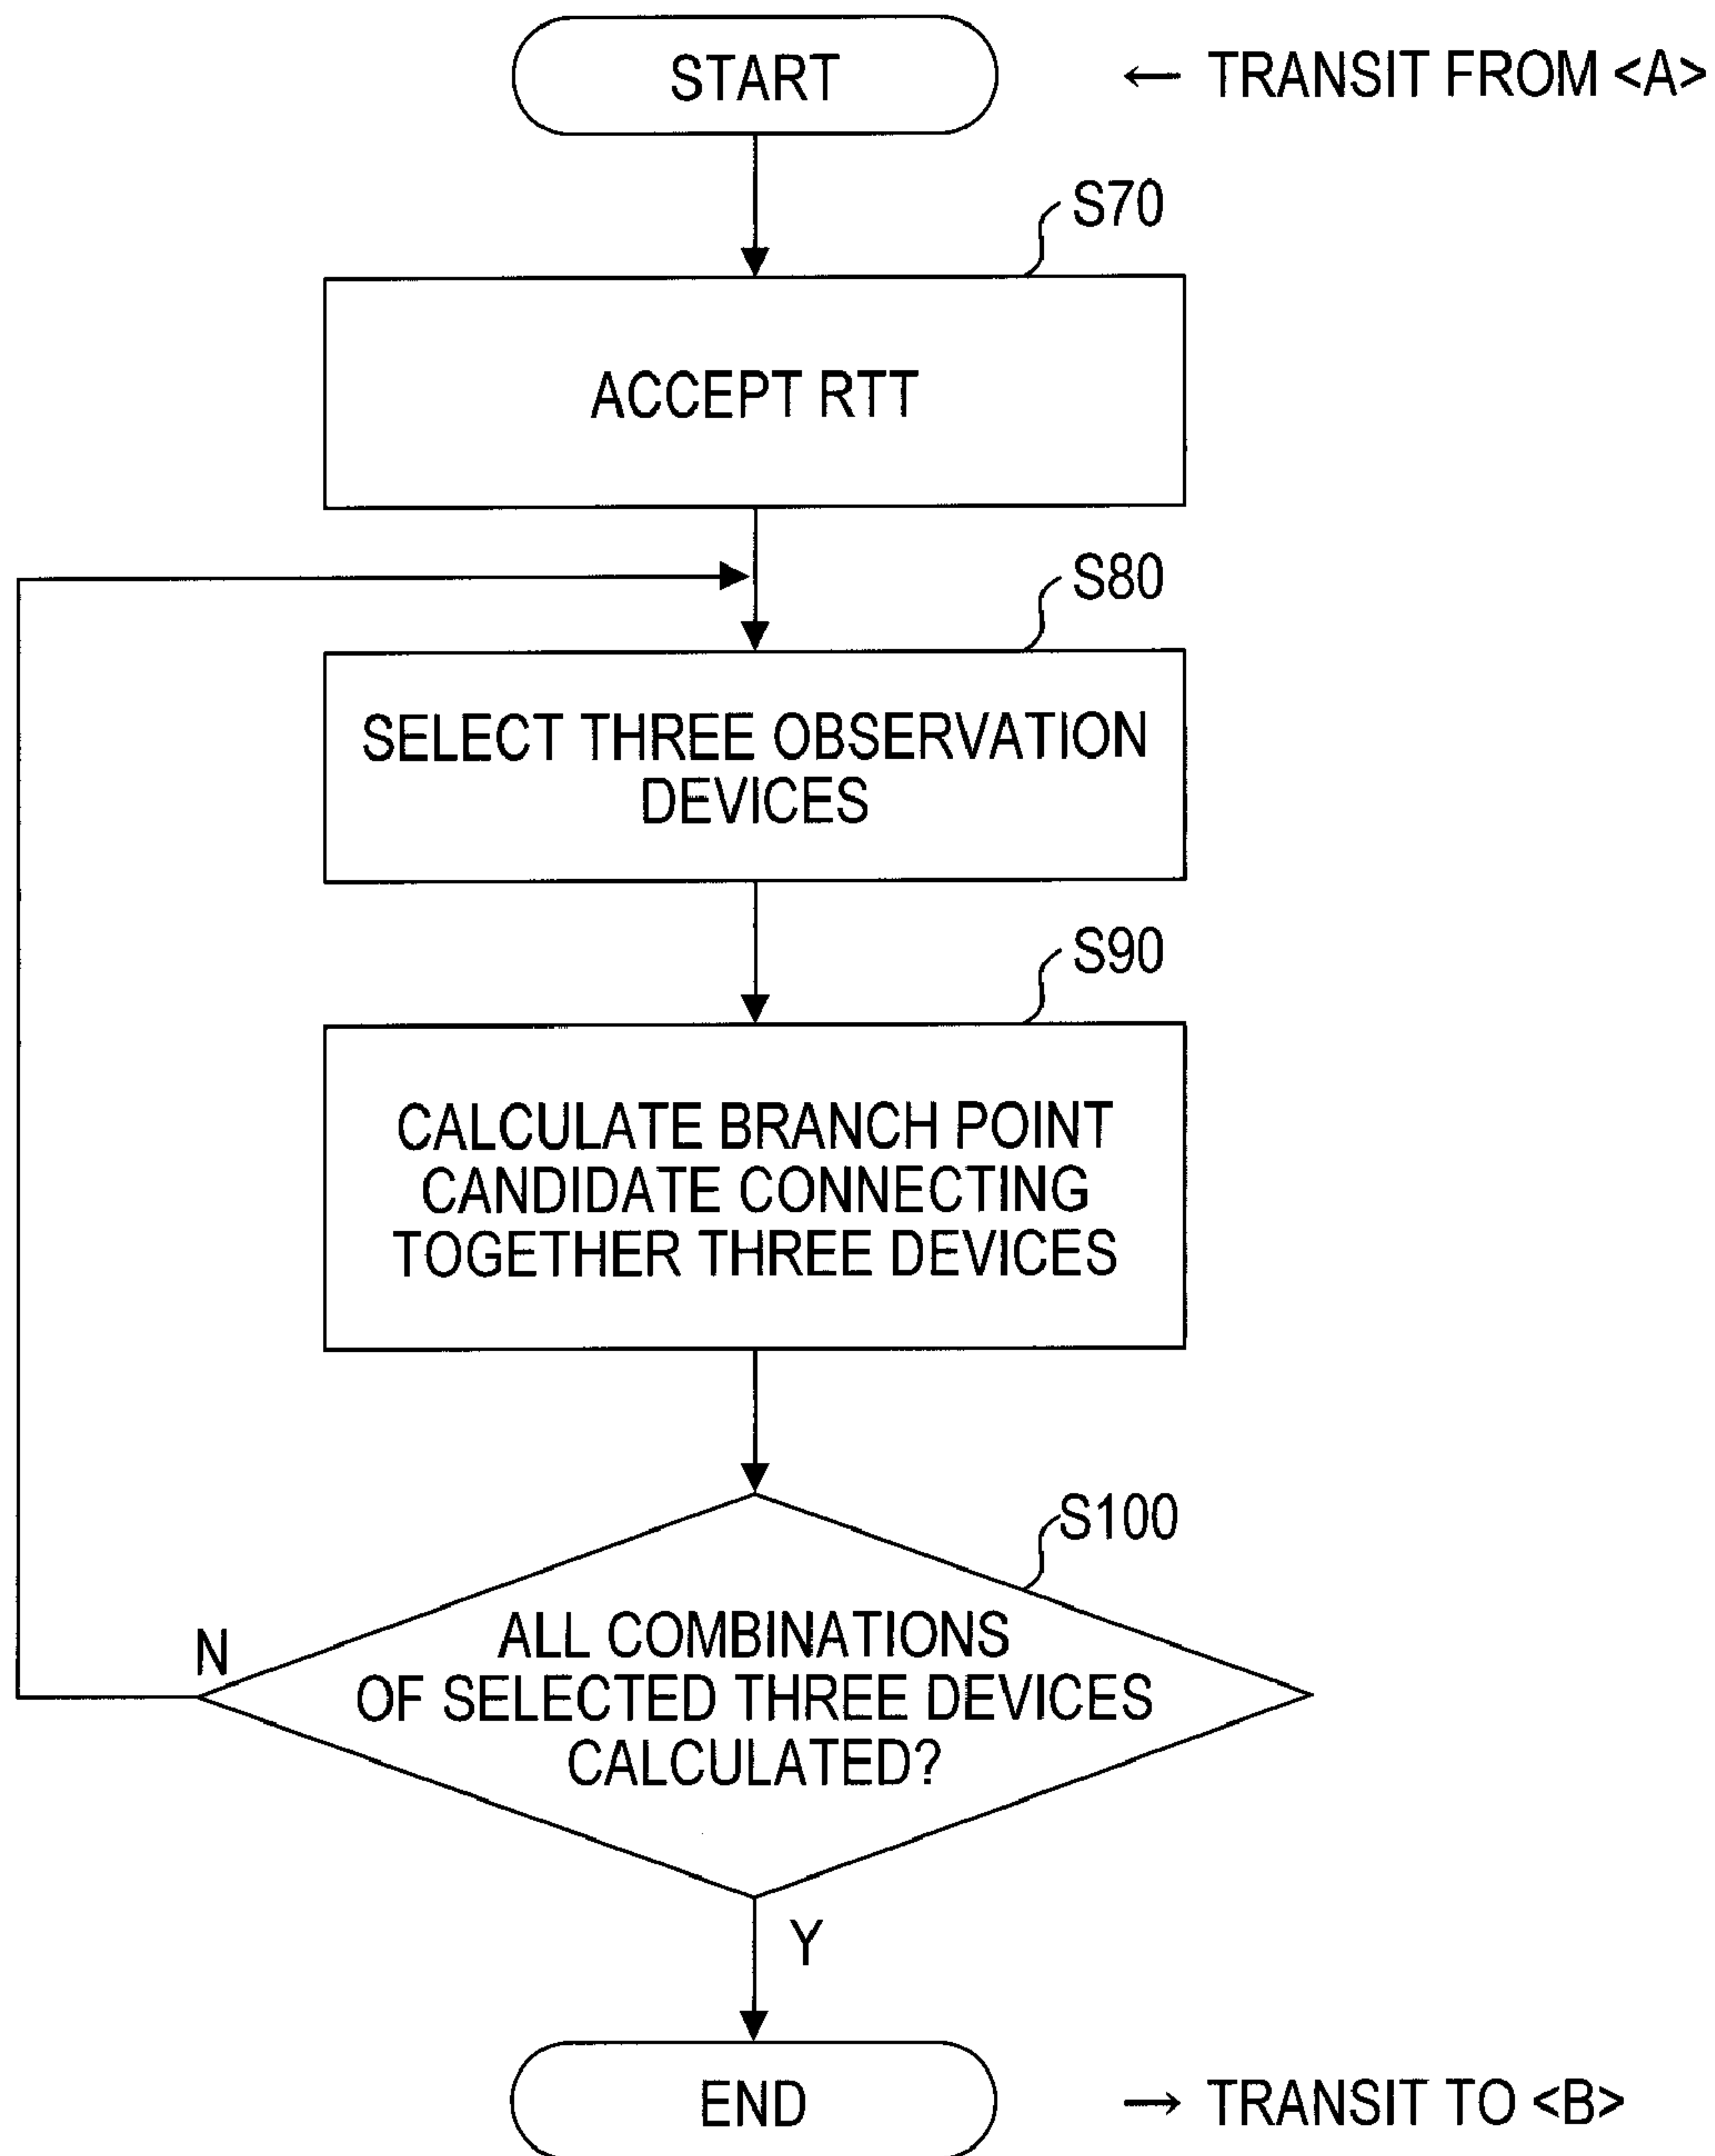 START
← TRANSIT FROM <A>
S70
ACCEPT RTT
S80
SELECT THREE OBSERVATION
DEVICES
S90
CALCULATE BRANCH POINT
CANDIDATE CONNECTING
TOGETHER THREE DEVICES
S100
N
ALL COMBINATIONS
OF SELECTED THREE DEVICES
CALCULATED?
Y
END
→ TRANSIT TO <B>